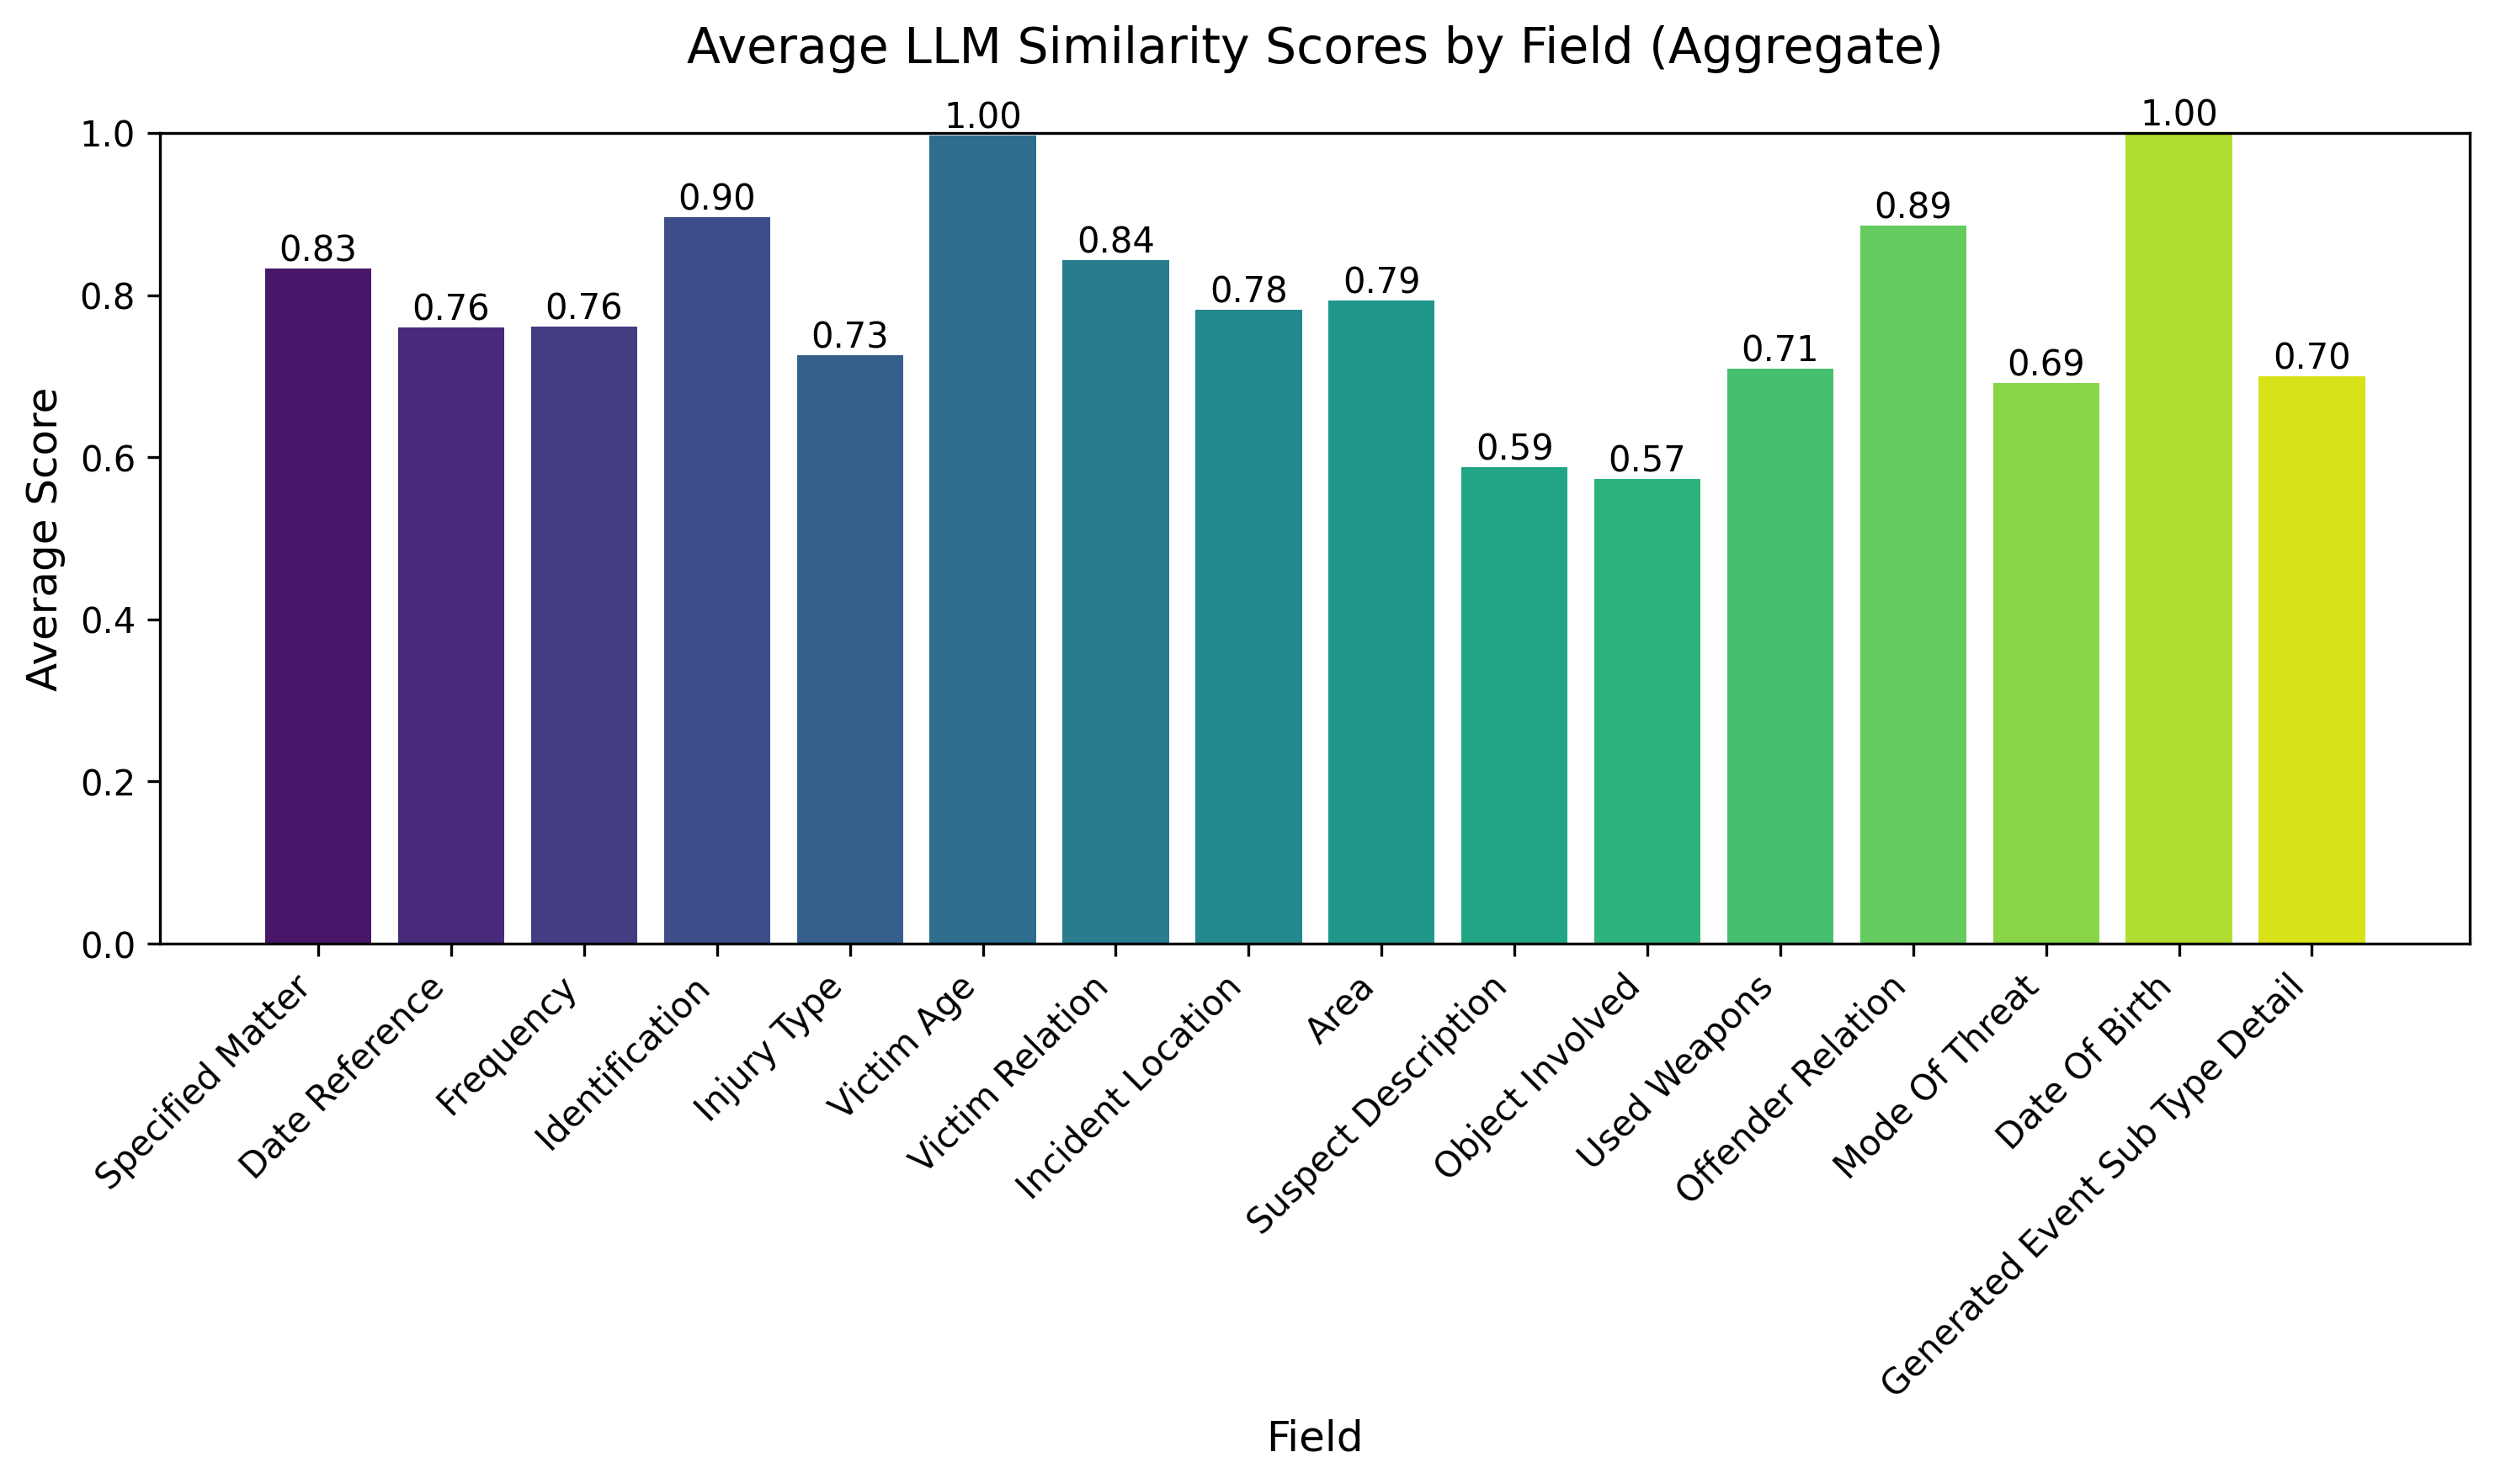 Average LLM Similarity Scores by Field (Aggregate)
Average Score
1.0
0.8
0.6
0.4
0.2
0.0
0.83
0.76
0.76
0.90
0.73
1.00
0.84
0.78
0.79
0.59
0.57
0.71
0.89
0.69
1.00
0.70
Specified Matter
Date Reference
Frequency
Identification
Injury Type
Victim Age
Victim Relation
Incident Location
Area
Suspect Description
Object Involved
Used Weapons
Offender Relation
Mode Of Threat
Date Of Birth
Generated Event Sub Type Detail
Field